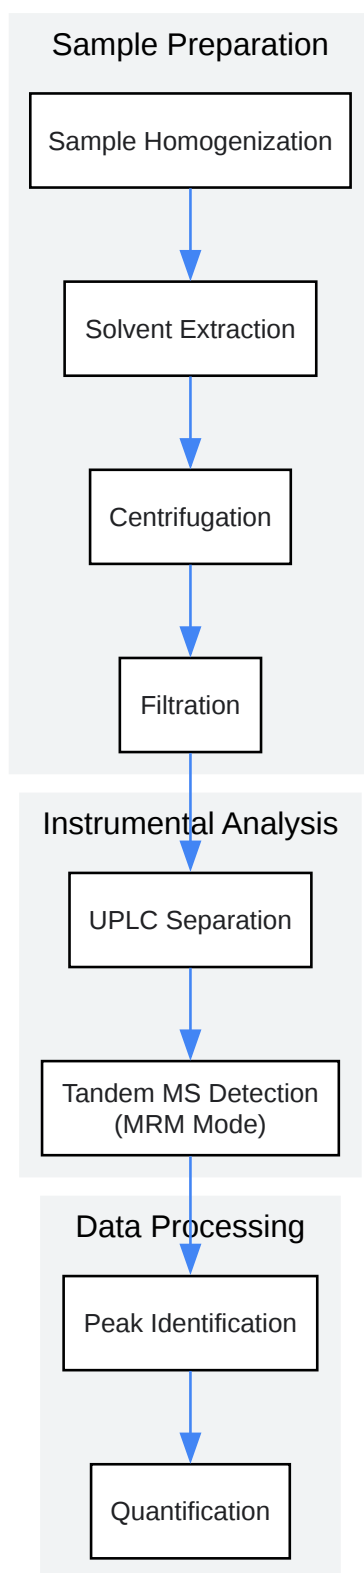 Sample Preparation
Sample Homogenization
Solvent Extraction
Centrifugation
Filtration
Instrumental Analysis
UPLC Separation
Tandem MS Detection
(MRM Mode)
Data Processing
Peak Identification
Quantification